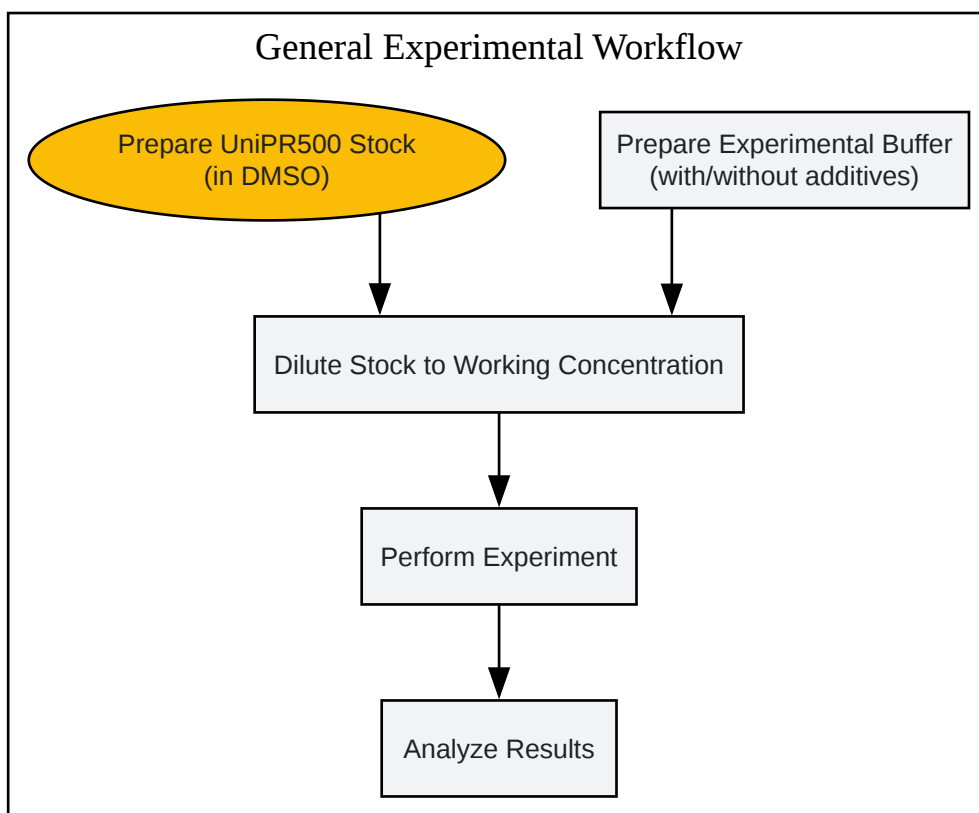 General Experimental Workflow
Prepare UniPR500 Stock
(in DMSO)
Prepare Experimental Buffer
(with/without additives)
Dilute Stock to Working Concentration
Perform Experiment
Analyze Results